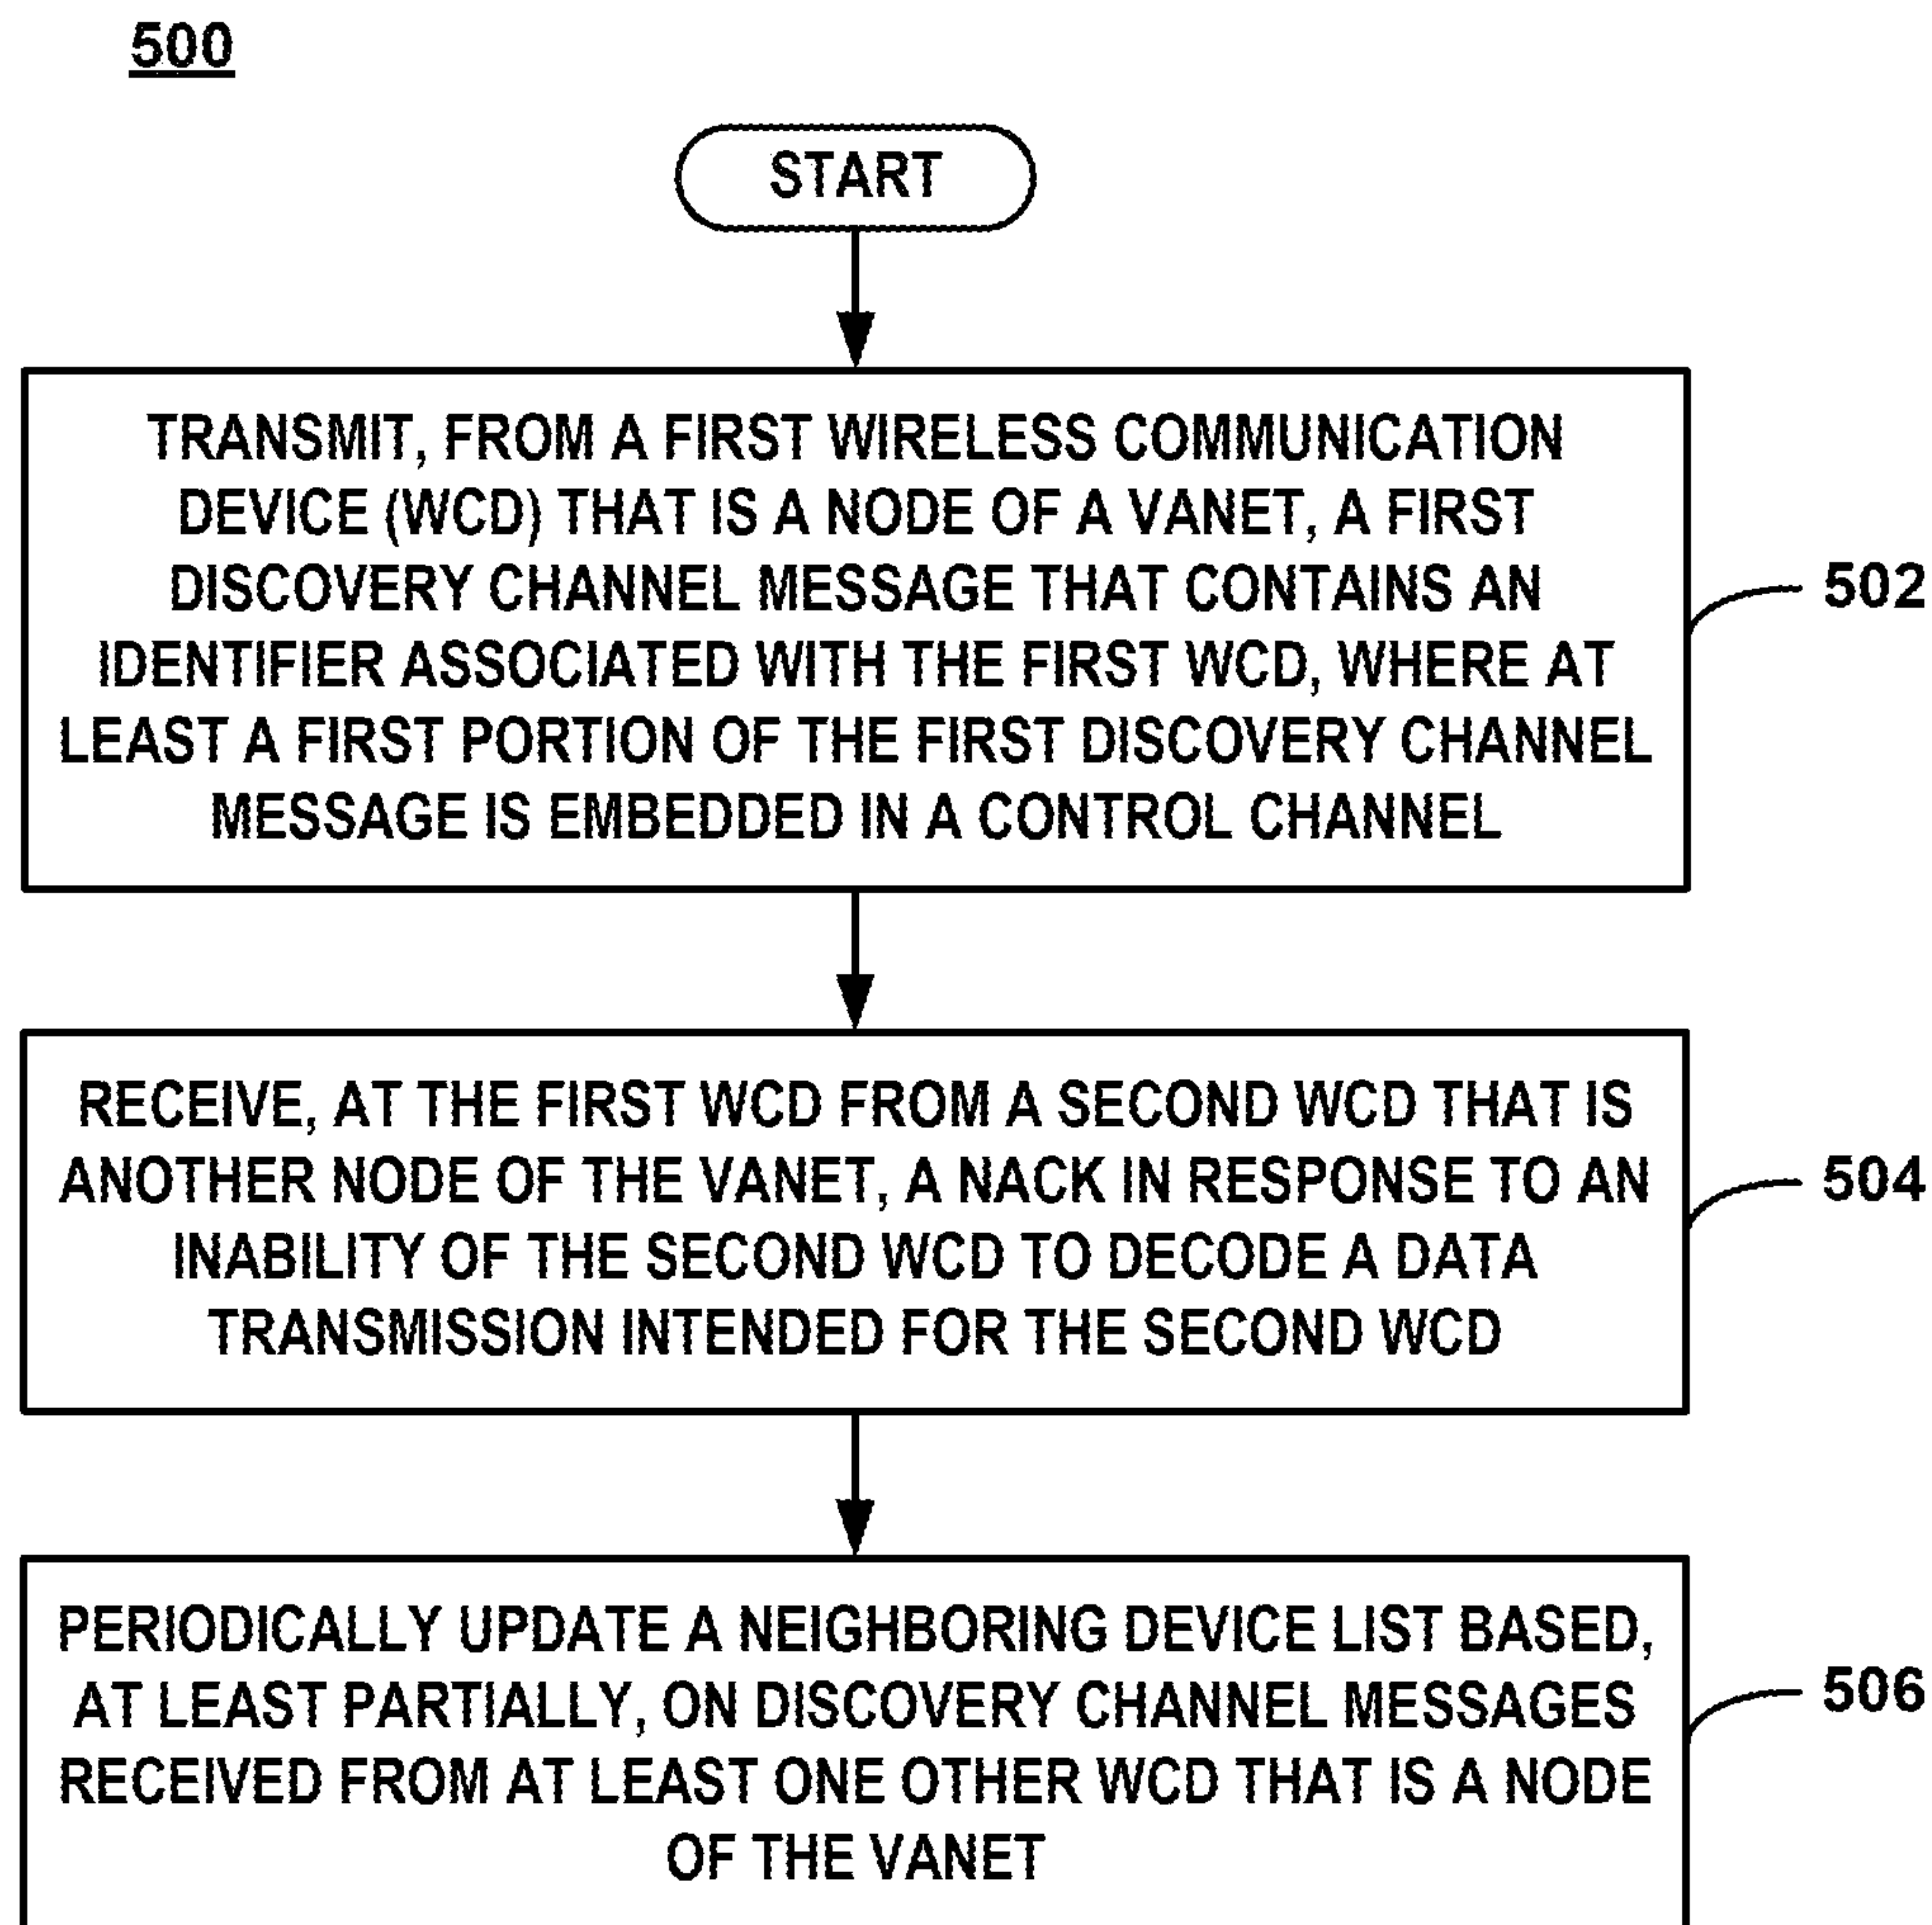 500
START
TRANSMIT, FROM A FIRST WIRELESS COMMUNICATION
DEVICE (WCD) THAT IS A NODE OF A VANET, A FIRST
DISCOVERY CHANNEL MESSAGE THAT CONTAINS AN
IDENTIFIER ASSOCIATED WITH THE FIRST WCD, WHERE AT
LEAST A FIRST PORTION OF THE FIRST DISCOVERY CHANNEL
MESSAGE IS EMBEDDED IN A CONTROL CHANNEL
502
RECEIVE, AT THE FIRST WCD FROM A SECOND WCD THAT IS
ANOTHER NODE OF THE VANET, A NACK IN RESPONSE TO AN
INABILITY OF THE SECOND WCD TO DECODE A DATA
TRANSMISSION INTENDED FOR THE SECOND WCD
504
PERIODICALLY UPDATE A NEIGHBORING DEVICE LIST BASED,
AT LEAST PARTIALLY, ON DISCOVERY CHANNEL MESSAGES
RECEIVED FROM AT LEAST ONE OTHER WCD THAT IS A NODE
OF THE VANET
506